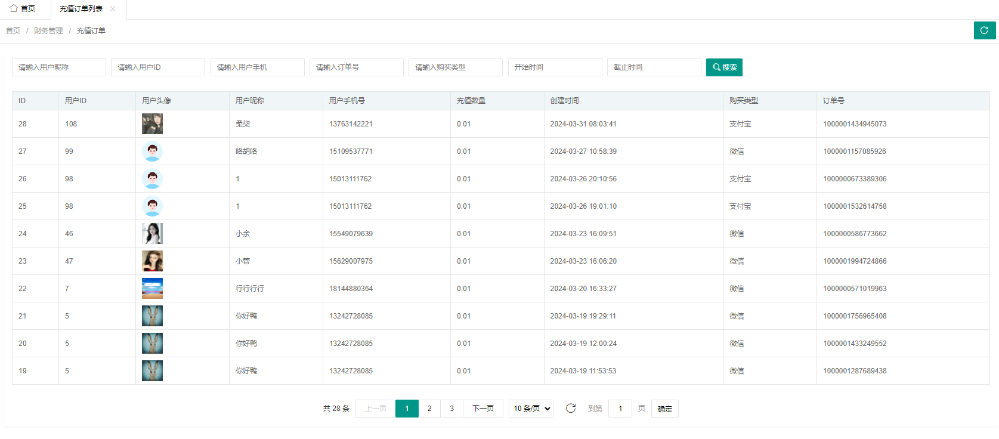 首页 充值订单列表
首页 / 财务管理 / 充值订单
请输入用户昵称 请输入用户ID 请输入用户手机 请输入订单号 请输入购买类型 开始时间 截止时间 搜索
ID 用户ID 用户头像 用户昵称 用户手机号 充值数量 创建时间 购买类型 订单号
28 108 柔柒 13763142221 0.01 2024-03-31 08:03:41 支付宝 1000001434945073
27 99 咯胡咯 15109537771 0.01 2024-03-27 10:58:39 微信 1000001157085926
26 98 1 15013111762 0.01 2024-03-26 20:10:56 支付宝 1000000673389306
25 98 1 15013111762 0.01 2024-03-26 19:01:10 支付宝 1000001532614758
24 46 小余 15549079639 0.01 2024-03-23 16:09:51 微信 1000000586773662
23 47 小管 15629007975 0.01 2024-03-23 16:06:20 微信 1000001994724866
22 7 行行行行 18144880364 0.01 2024-03-20 16:33:27 微信 1000000571019963
21 5 你好鸭 13242728085 0.01 2024-03-19 19:29:11 微信 1000001756965408
20 5 你好鸭 13242728085 0.01 2024-03-19 12:00:24 微信 1000001433249552
19 5 你好鸭 13242728085 0.01 2024-03-19 11:53:53 微信 1000001287689438
共 28 条 上一页 1 2 3 下一页 10 条/页 到第 1 页 确定